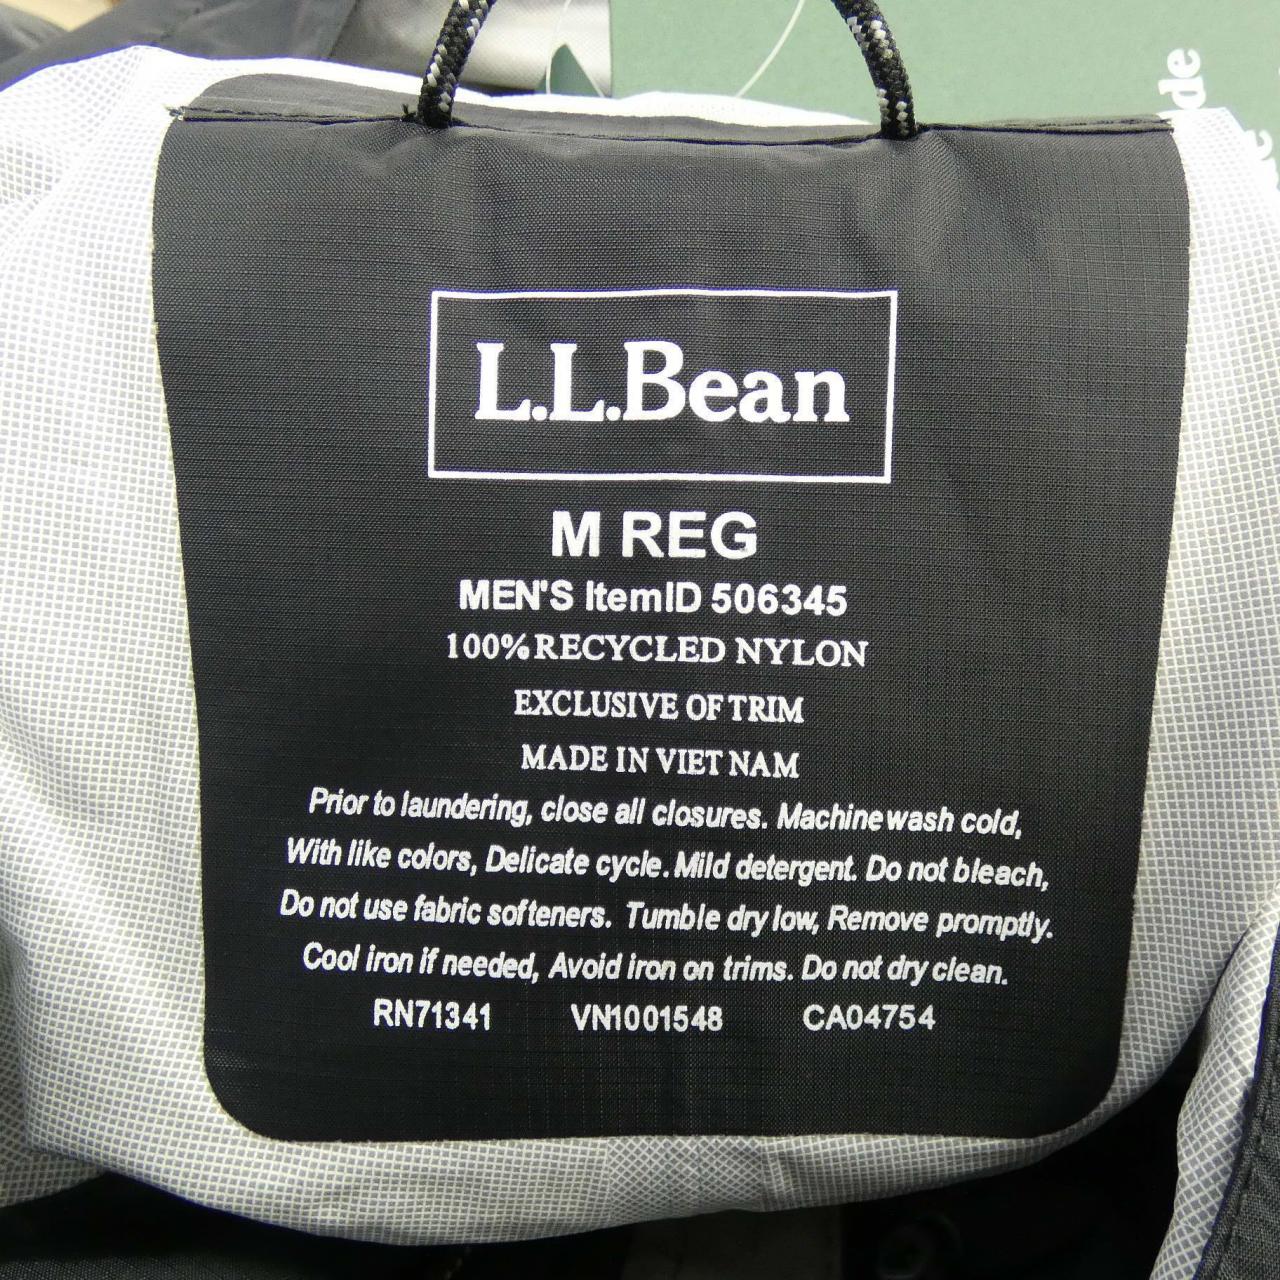 de
L.L.Bean
M REG
MEN'S ItemID 506345
100% RECYCLED NYLON
EXCLUSIVE OF TRIM
MADE IN VIET NAM
Prior to laundering, close all closures. Machine wash cold,
With like colors, Delicate cycle. Mild detergent. Do not bleach,
Do not use fabric softeners. Tumble dry low, Remove promptly.
Cool iron if needed, Avoid iron on trims. Do not dry clean.
RN71341 VN1001548 CA04754